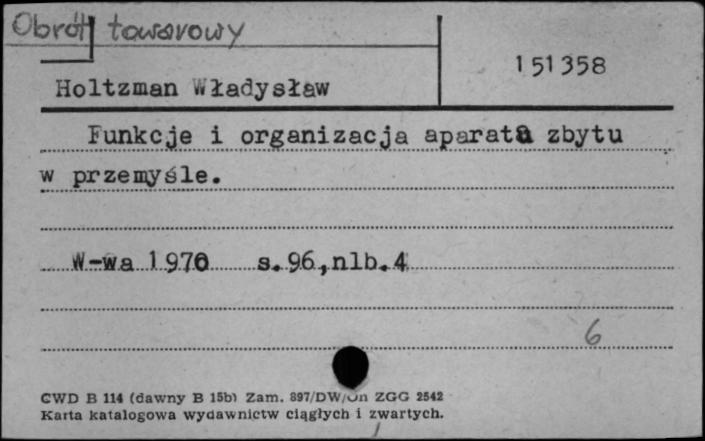 Obrót towarowy
151358
Holtzman Władysław
Funkcje i organizacja aparata zbytu
w przemyśle.
W-wa 1970 s.96,nlb.4
6
CWD B 114 (dawny B 15b) Zam. 897/DW/On ZGG 2542
Karta katalogowa wydawnictw ciągłych i zwartych.